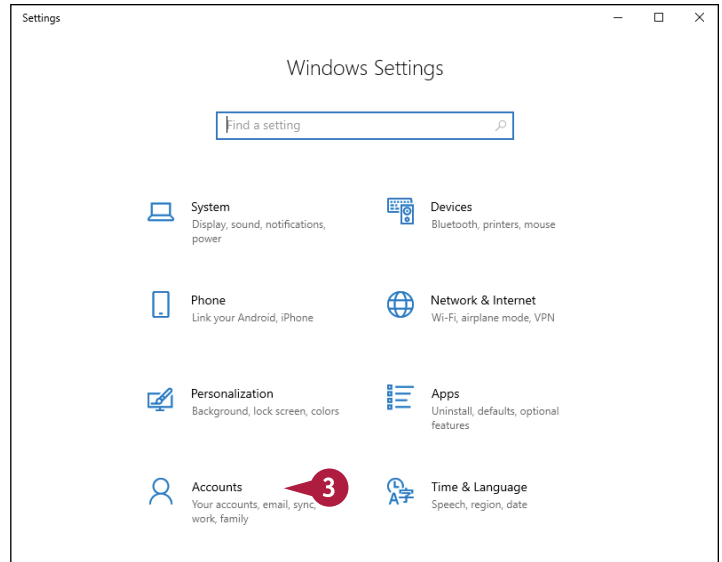 Settings
Windows Settings
Find a setting
System
Display, sound, notifications,
power
Devices
Bluetooth, printers, mouse
Phone
Link your Android, iPhone
Network & Internet
Wi-Fi, airplane mode, VPN
Personalization
Background, lock screen, colors
Apps
Uninstall, defaults, optional
features
Accounts
Your accounts, email, sync,
work, family
3
Time & Language
Speech, region, date
A字